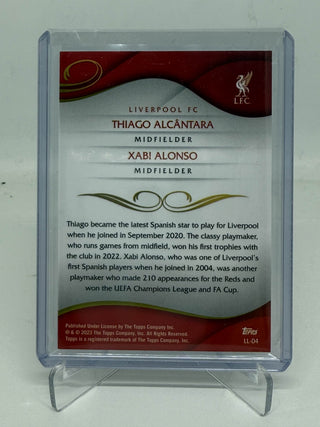 L.F.C.
LIVERPOOL FC
THIAGO ALCÂNTARA
MIDFIELDER
XABI ALONSO
MIDFIELDER
Thiago became the latest Spanish star to play for Liverpool
when he joined in September 2020. The classy playmaker,
who runs games from midfield, won his first trophies with
the club in 2022. Xabi Alonso, who was one of Liverpool's
first Spanish players when he joined in 2004, was another
playmaker who made 210 appearances for the Reds and
won the UEFA Champions League and FA Cup.
Published Under License by The Topps Company Inc.
® & © 2023 The Topps Company, Inc. All Rights Reserved.
Topps is a registered trademark of The Topps Company, Inc.
Topps
LL-04